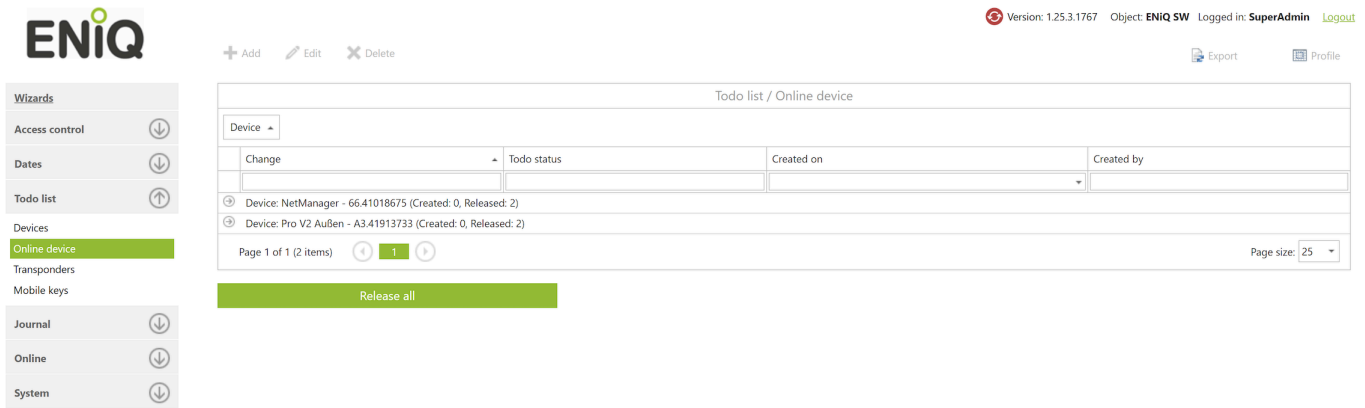 ENiQ
Version: 1.25.3.1767 Object: ENiQ SW Logged in: SuperAdmin Logout
Add Edit Delete Export Profile
Wizards
Access control
Dates
Todo list
Devices
Online device
Transponders
Mobile keys
Journal
Online
System
Todo list / Online device
Device
Change Todo status Created on Created by
Device: NetManager - 66.41018675 (Created: 0, Released: 2)
Device: Pro V2 Außen - A3.41913733 (Created: 0, Released: 2)
Page 1 of 1 (2 items) 1 Page size: 25
Release all